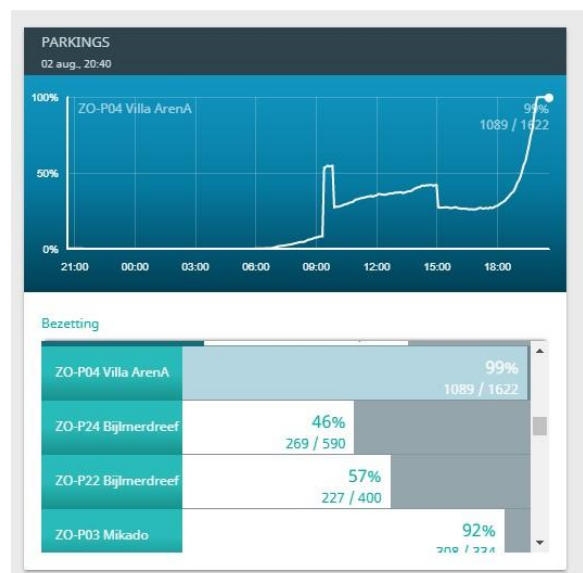 PARKINGS
02 aug., 20:40
100%
ZO-P04 Villa ArenA
99%
1089 / 1622
50%
0%
21:00 00:00 03:00 06:00 09:00 12:00 15:00 18:00
Bezetting
ZO-P04 Villa ArenA 99%
1089 / 1622
ZO-P24 Bijlmerdreef 46%
269 / 590
ZO-P22 Bijlmerdreef 57%
227 / 400
ZO-P03 Mikado 92%
308 / 334